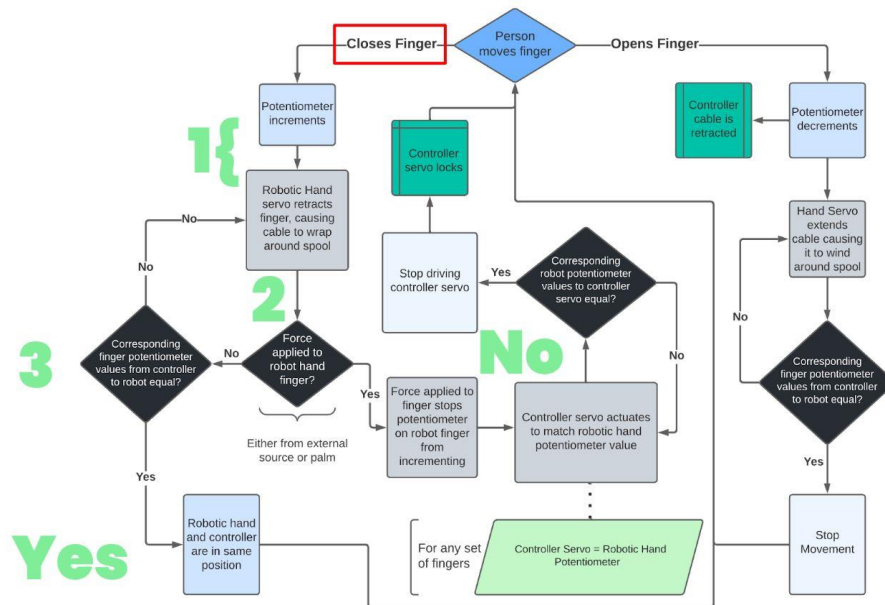 Closes Finger
Person
moves finger
Opens Finger
Potentiometer
increments
Controller
servo locks
Controller
cable is
retracted
Potentiometer
decrements
1{
Robotic Hand
servo retracts
finger, causing
cable to wrap
around spool
Hand Servo
extends
cable causing
it to wind
around spool
No
No
Stop driving
controller servo
Yes
Corresponding
robot potentiometer
values to controller
servo equal?
No
No
2
3
Corresponding
finger potentiometer
values from controller
to robot equal?
No
Force
applied to
robot hand
finger?
Yes
No
Corresponding
finger potentiometer
values from controller
to robot equal?
Either from external
source or palm
Force applied to
finger stops
potentiometer
on robot finger
from
incrementing
Controller servo actuates
to match robotic hand
potentiometer value
Yes
Yes
Yes
Robotic hand
and controller
are in same
position
For any set
of fingers
Controller Servo = Robotic Hand
Potentiometer
Stop
Movement